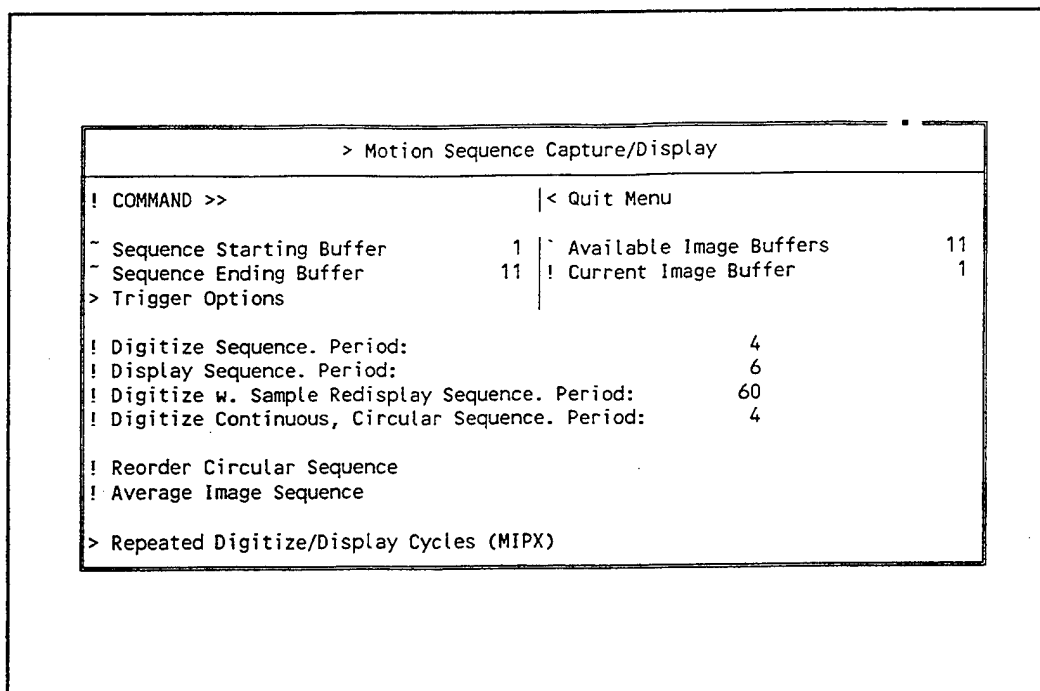 > Motion Sequence Capture/Display
! COMMAND >> |< Quit Menu
~ Sequence Starting Buffer 1 |` Available Image Buffers 11
~ Sequence Ending Buffer 11 |! Current Image Buffer 1
> Trigger Options
! Digitize Sequence. Period: 4
! Display Sequence. Period: 6
! Digitize w. Sample Redisplay Sequence. Period: 60
! Digitize Continuous, Circular Sequence. Period: 4
! Reorder Circular Sequence
! Average Image Sequence
> Repeated Digitize/Display Cycles (MIPX)